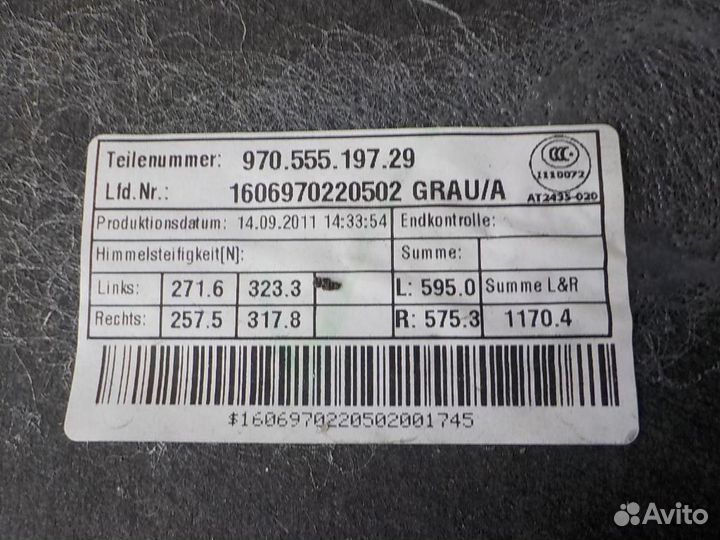 Teilenummer: 970.555.197.29
Lfd.Nr.: 1606970220502 GRAU/A
CCC
1110072
AT2435-020
Produktionsdatum: 14.09.2011 14:33:54 Endkontrolle:
Himmelsteifigkeit[N]: Summe:
Links: 271.6 323.3 L: 595.0 Summe L&R
Rechts: 257.5 317.8 R: 575.3 1170.4
$1606970220502001745
Avito